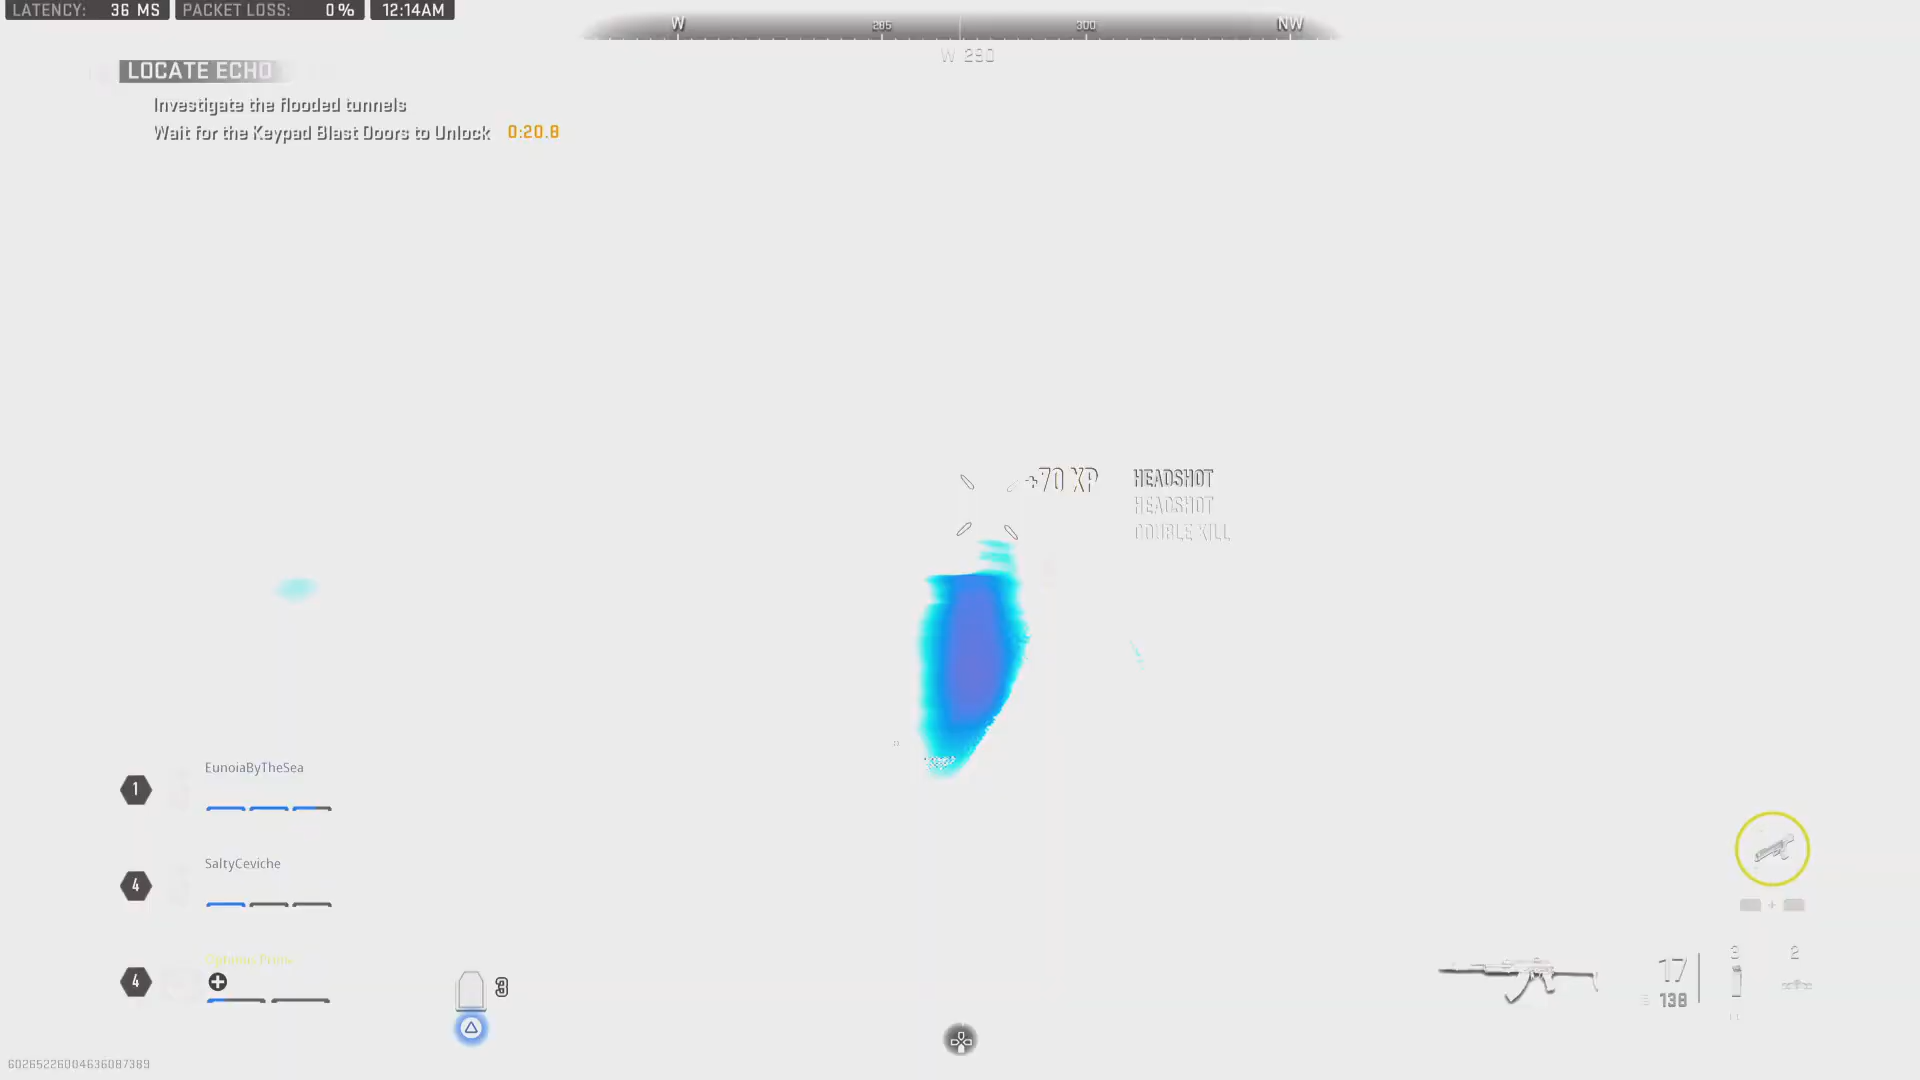 LATENCY: 36 MS PACKET LOSS: 0% 12:14AM
W 285 300 NW
W 290
LOCATE ECHO
Investigate the flooded tunnels
Wait for the Keypad Blast Doors to Unlock 0:20.8
+70 XP HEADSHOT
HEADSHOT
DOUBLE KILL
1 EunoiaByTheSea
4 SaltyCeviche
4
3
17
138
3 2
60265226004636087389